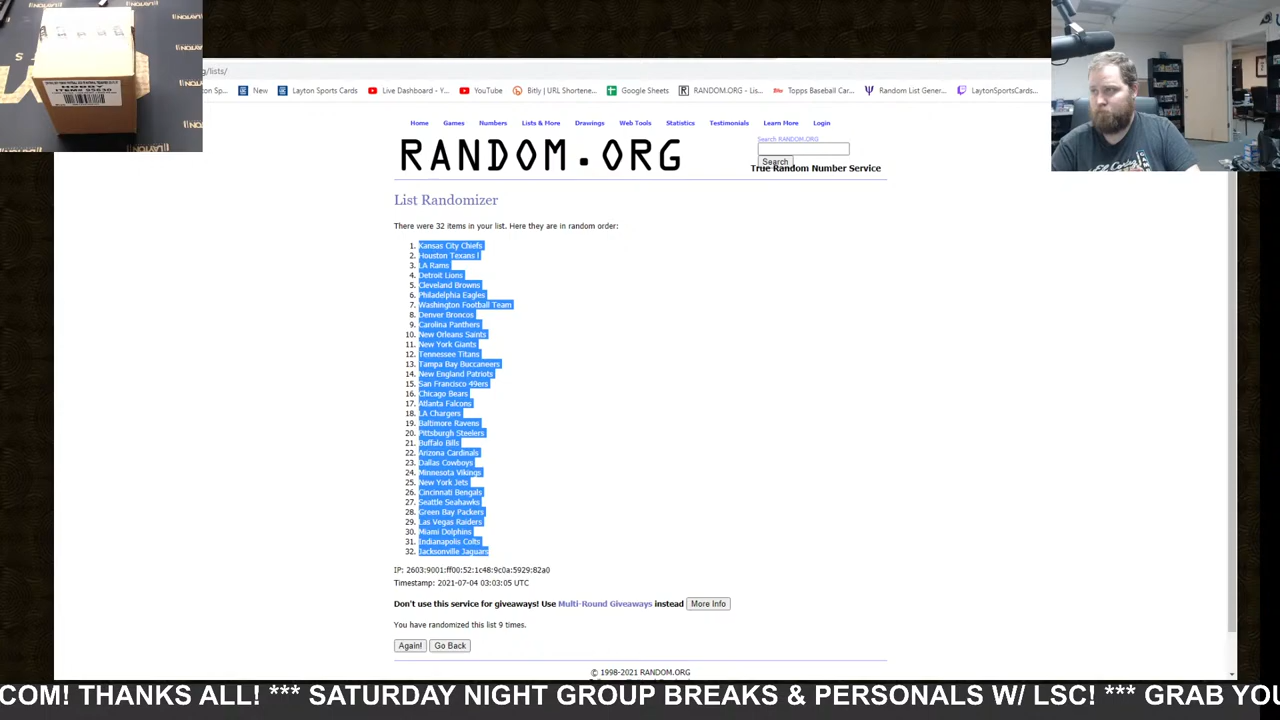 g/lists/
on Sp...
New
Layton Sports Cards
Live Dashboard - Y...
YouTube
Bitly | URL Shortene...
Google Sheets
RANDOM.ORG - Lis...
Topps Baseball Car...
Random List Gener...
LaytonSportsCards...
Home Games Numbers Lists & More Drawings Web Tools Statistics Testimonials Learn More Login
RANDOM.ORG
Search RANDOM.ORG
Search
True Random Number Service
List Randomizer
There were 32 items in your list. Here they are in random order:
1. Kansas City Chiefs
2. Houston Texans l
3. LA Rams
4. Detroit Lions
5. Cleveland Browns
6. Philadelphia Eagles
7. Washington Football Team
8. Denver Broncos
9. Carolina Panthers
10. New Orleans Saints
11. New York Giants
12. Tennessee Titans
13. Tampa Bay Buccaneers
14. New England Patriots
15. San Francisco 49ers
16. Chicago Bears
17. Atlanta Falcons
18. LA Chargers
19. Baltimore Ravens
20. Pittsburgh Steelers
21. Buffalo Bills
22. Arizona Cardinals
23. Dallas Cowboys
24. Minnesota Vikings
25. New York Jets
26. Cincinnati Bengals
27. Seattle Seahawks
28. Green Bay Packers
29. Las Vegas Raiders
30. Miami Dolphins
31. Indianapolis Colts
32. Jacksonville Jaguars
IP: 2603:9001:ff00:52:1c48:9c0a:5929:82a0
Timestamp: 2021-07-04 03:03:05 UTC
Don't use this service for giveaways! Use Multi-Round Giveaways instead More Info
You have randomized this list 9 times.
Again! Go Back
© 1998-2021 RANDOM.ORG
COM! THANKS ALL! *** SATURDAY NIGHT GROUP BREAKS & PERSONALS W/ LSC! *** GRAB YOU